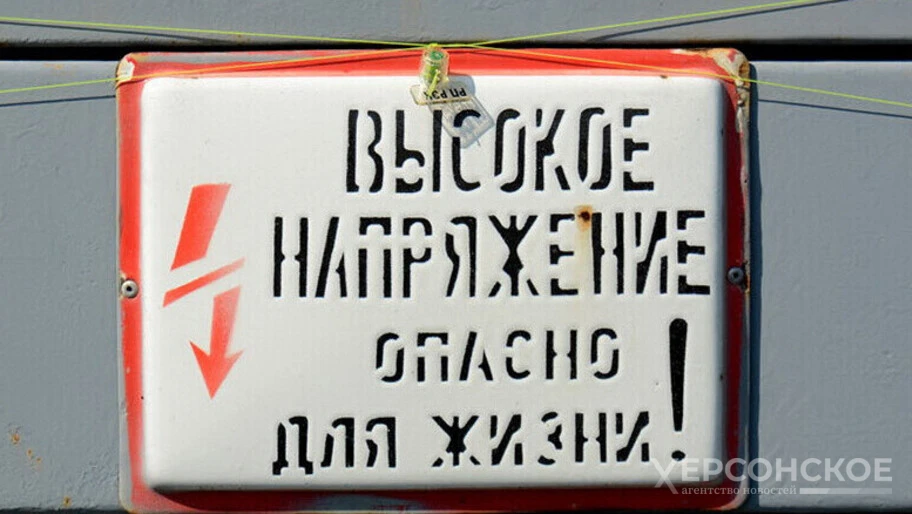 ВЫСОКОЕ
НАПРЯЖЕНИЕ
ОПАСНО
ДЛЯ ЖИЗНИ!
ХЕРСОНСКОЕ
агентство новостей